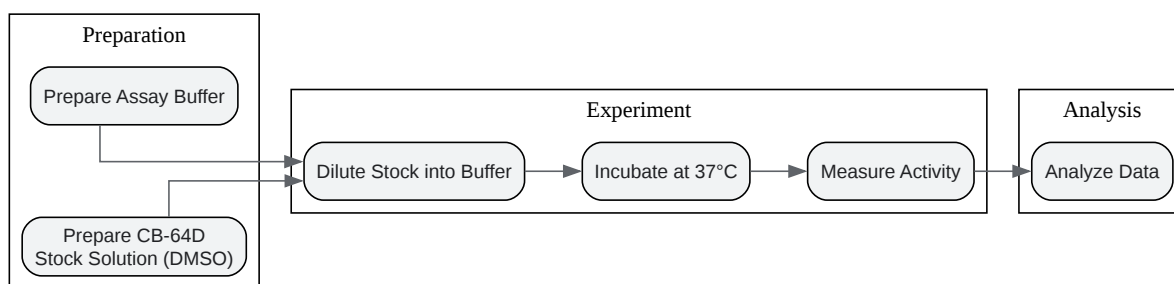 Preparation
Prepare Assay Buffer
Prepare CB-64D
Stock Solution (DMSO)
Experiment
Dilute Stock into Buffer
Incubate at 37°C
Measure Activity
Analysis
Analyze Data